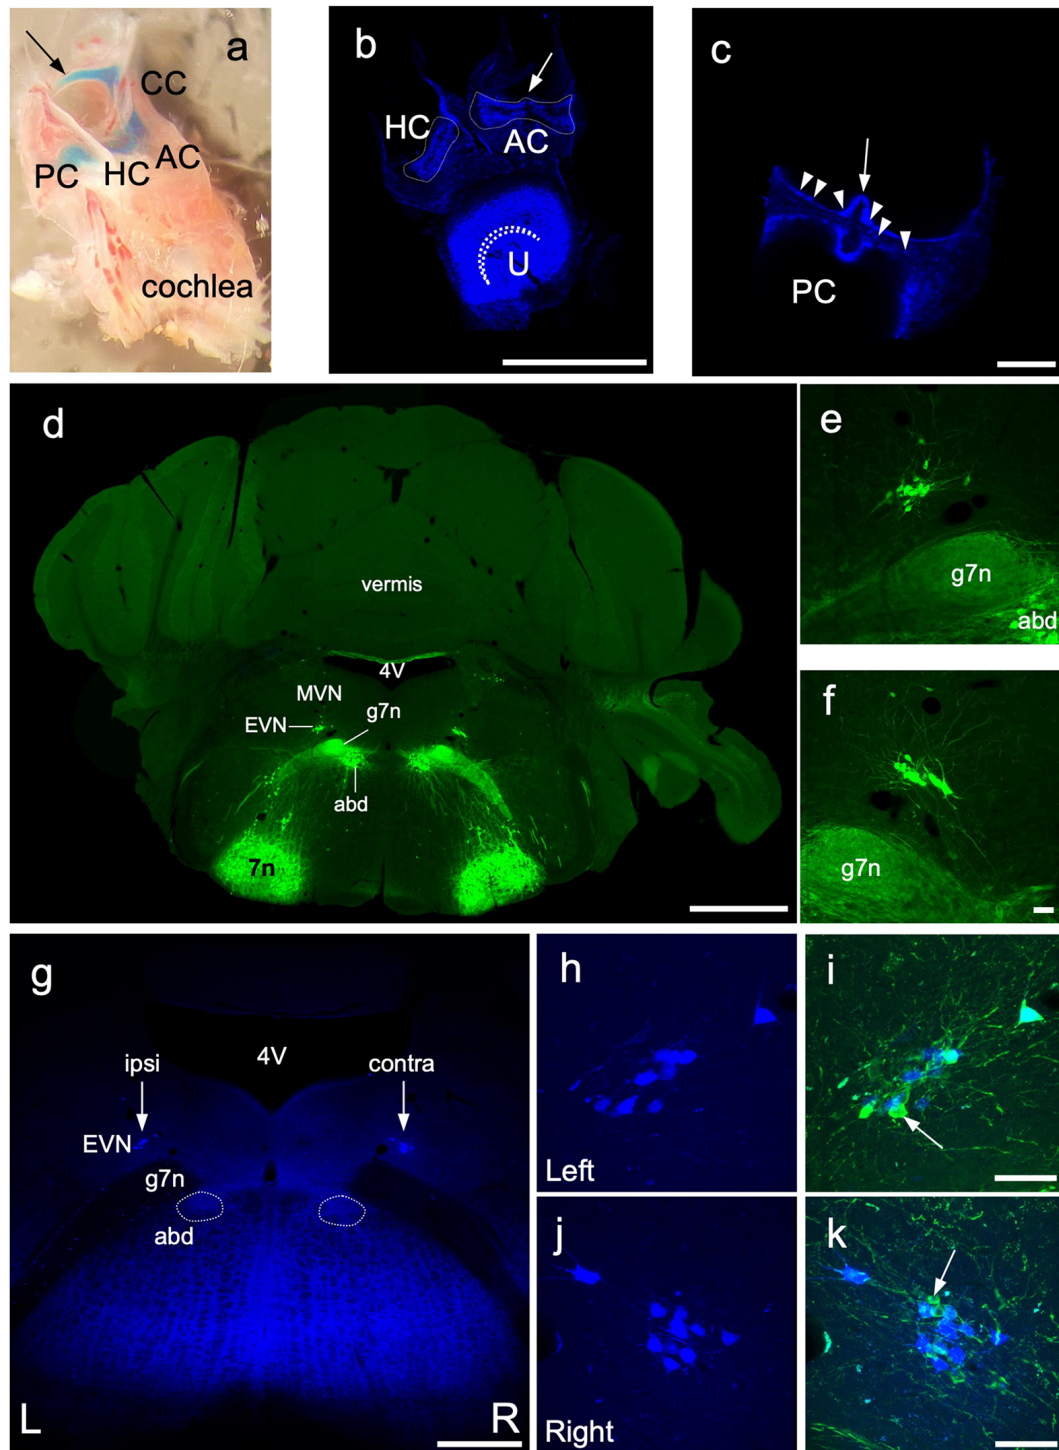 a
CC
PC
HC
AC
cochlea
b
HC
AC
U
c
PC
d
vermis
4V
MVN
EVN
g7n
abd
7n
e
g7n
abd
f
g7n
g
4V
ipsi
contra
EVN
g7n
abd
L
R
h
Left
i
j
Right
k